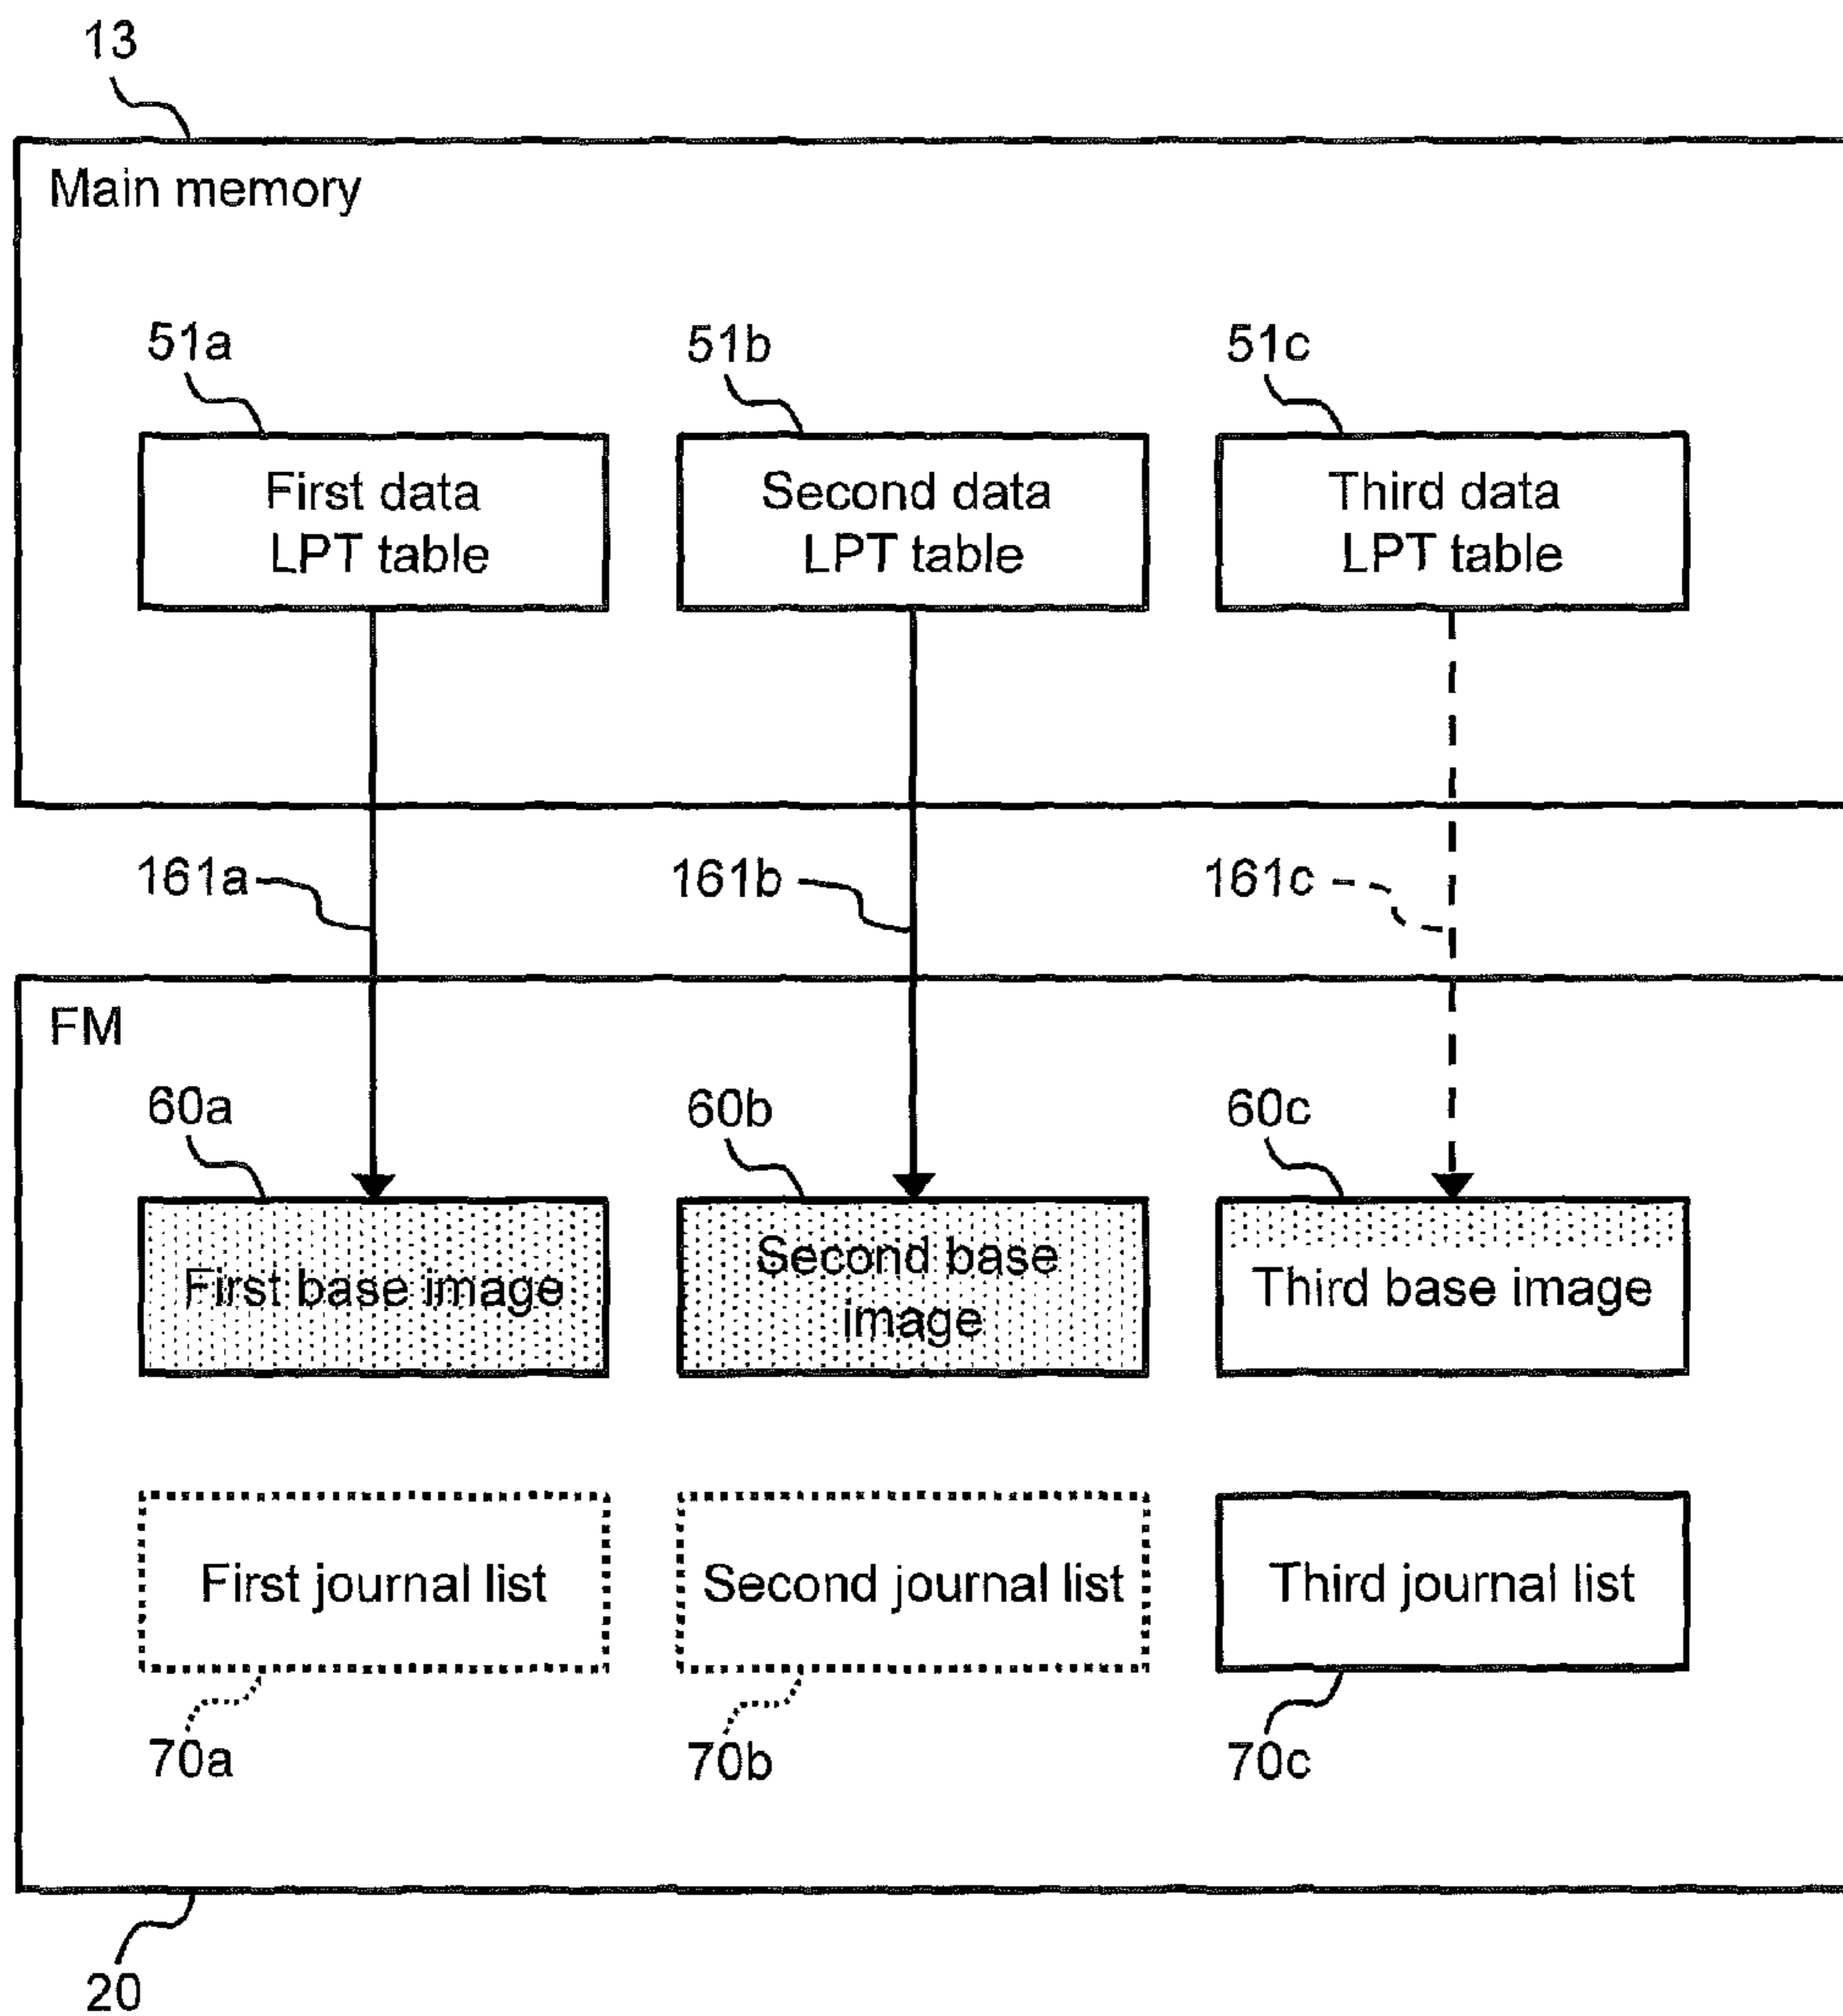 13
Main memory
51a
51b
51c
First data
LPT table
Second data
LPT table
Third data
LPT table
161a
161b
161c
FM
60a
60b
60c
First base image
Second base
image
Third base image
First journal list
Second journal list
Third journal list
70a
70b
70c
20